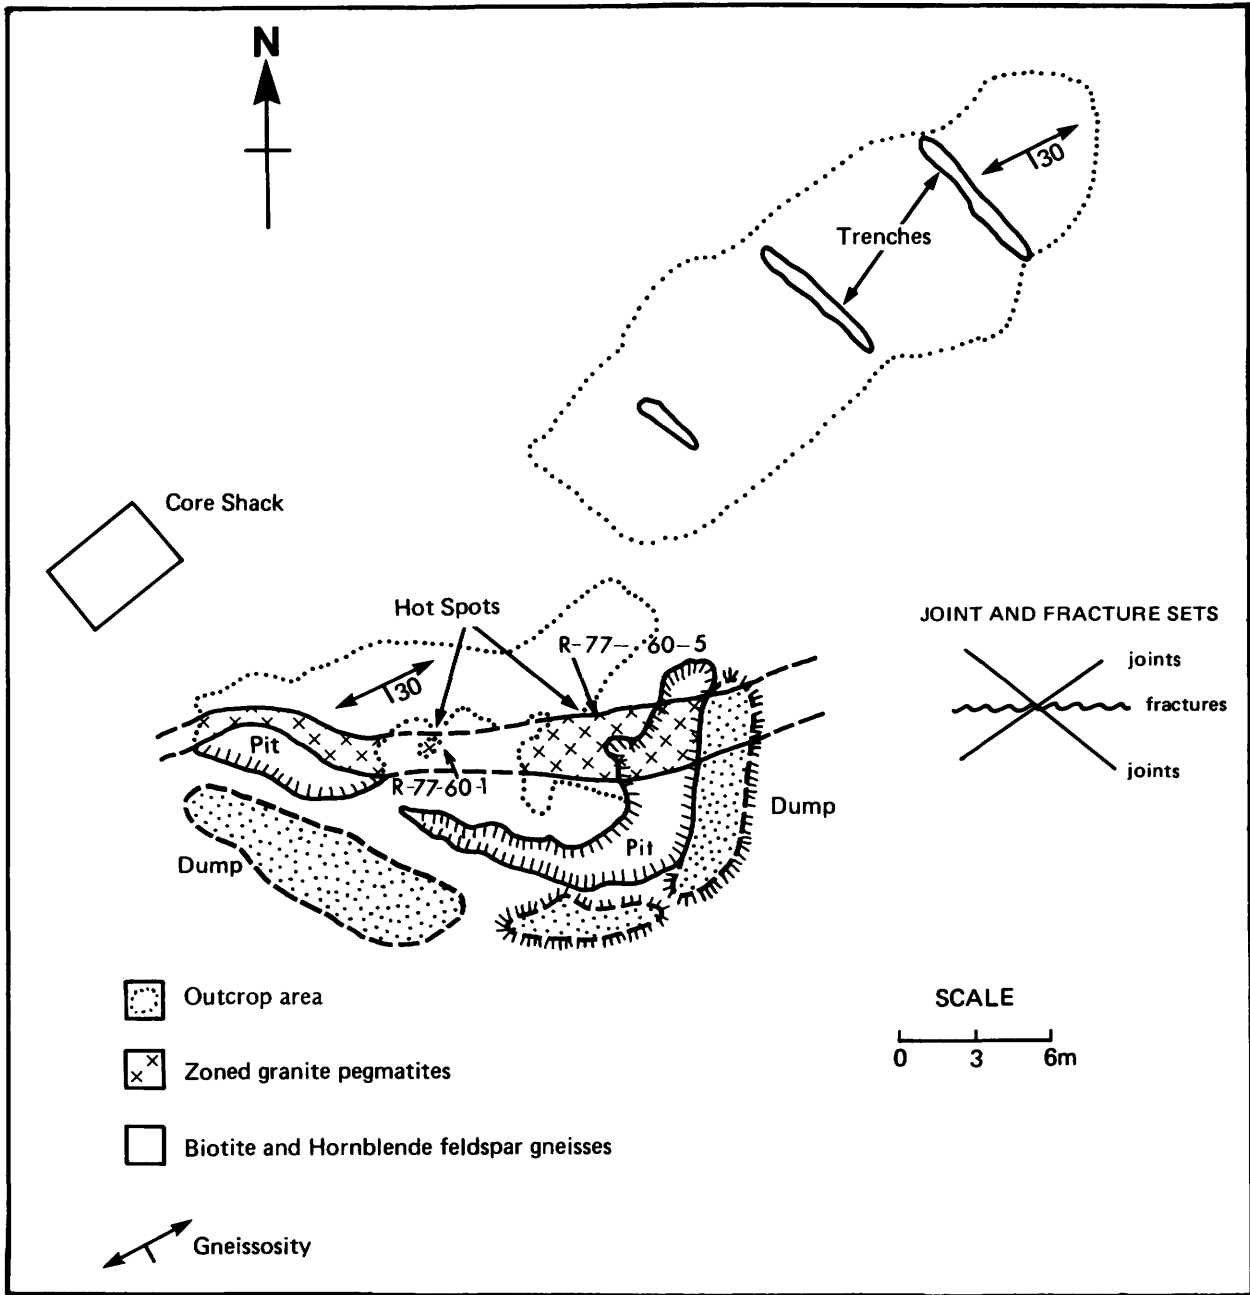 N
30
Trenches
Core Shack
Hot Spots
JOINT AND FRACTURE SETS
R-77- 60-5
joints
30
fractures
Pit
joints
R-77-60-1
Dump
Pit
Dump
Outcrop area
SCALE
0 3 6m
Zoned granite pegmatites
Biotite and Hornblende feldspar gneisses
Gneissosity